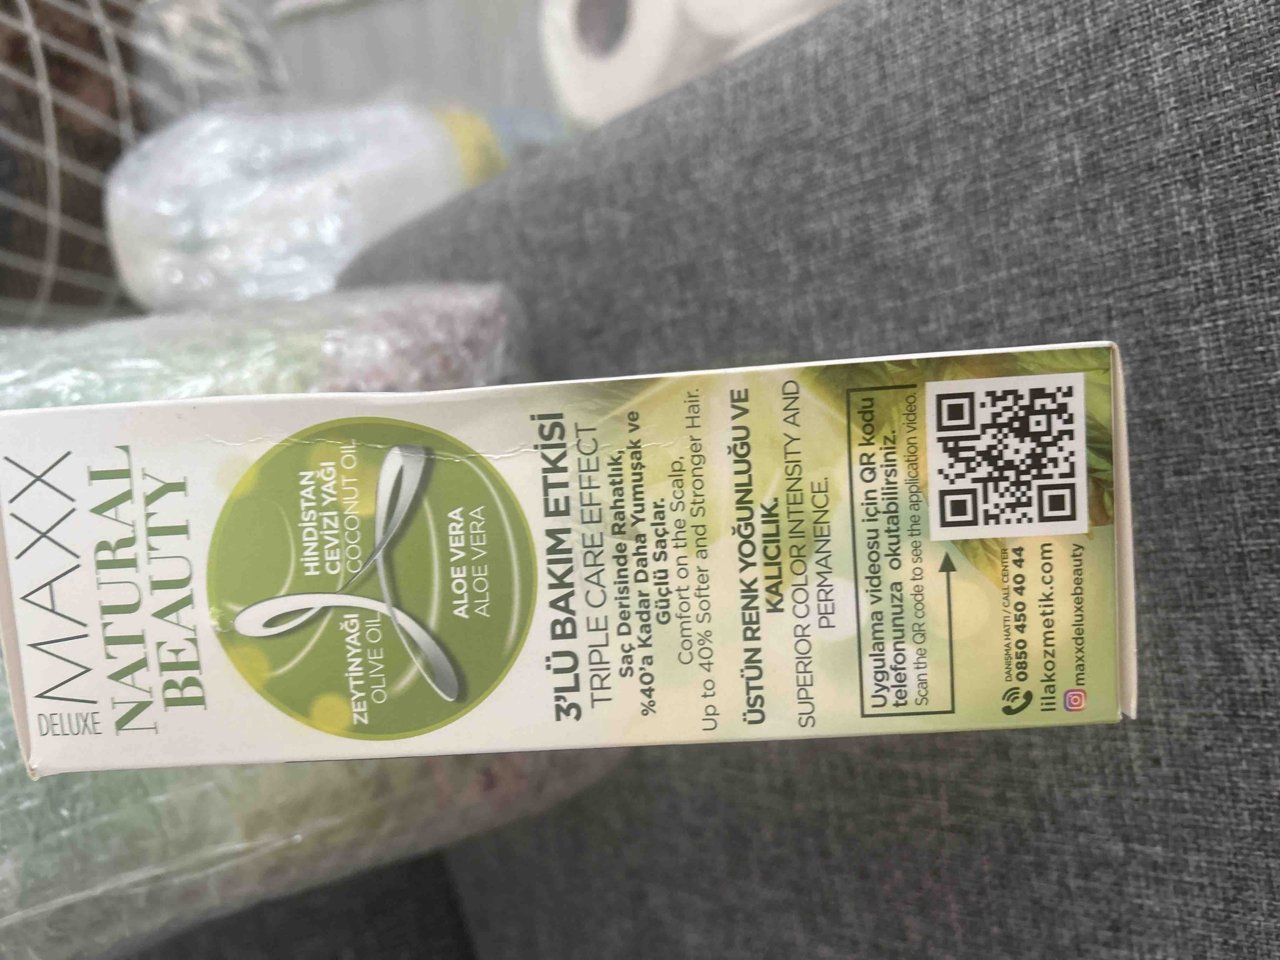 DELUXE MAXX
NATURAL
BEAUTY
ZEYTİNYAĞI
OLIVE OIL
HİNDİSTAN
CEVİZİ YAĞI
COCONUT OIL
ALOE VERA
ALOE VERA
3'LÜ BAKIM ETKİSİ
TRIPLE CARE EFFECT
Saç Derisinde Rahatlık,
%40'a Kadar Daha Yumuşak ve
Güçlü Saçlar.
Comfort on the Scalp,
Up to 40% Softer and Stronger Hair.
ÜSTÜN RENK YOĞUNLUĞU VE
KALICILIK.
SUPERIOR COLOR INTENSITY AND
PERMANENCE.
Uygulama videosu için QR kodu
telefonunuza okutabilirsiniz.
Scan the QR code to see the application video.
DANIŞMA HATTI / CALL CENTER
0850 450 40 44
lilakozmetik.com
maxxdeluxebeauty